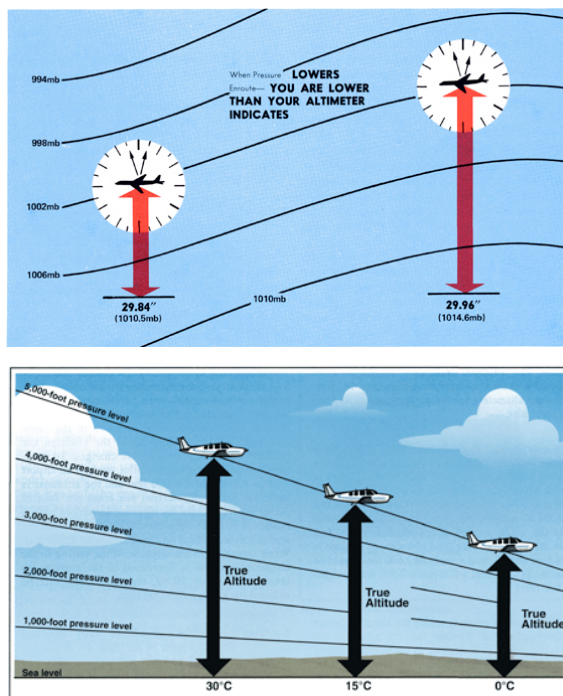 994mb
When Pressure LOWERS
Enroute— YOU ARE LOWER
THAN YOUR ALTIMETER
INDICATES
998mb
1002mb
1006mb
1010mb
29.84"
(1010.5mb)
29.96"
(1014.6mb)
5,000-foot pressure level
4,000-foot pressure level
3,000-foot pressure level
2,000-foot pressure level
1,000-foot pressure level
True
Altitude
True
Altitude
True
Altitude
Sea level
30°C
15°C
0°C